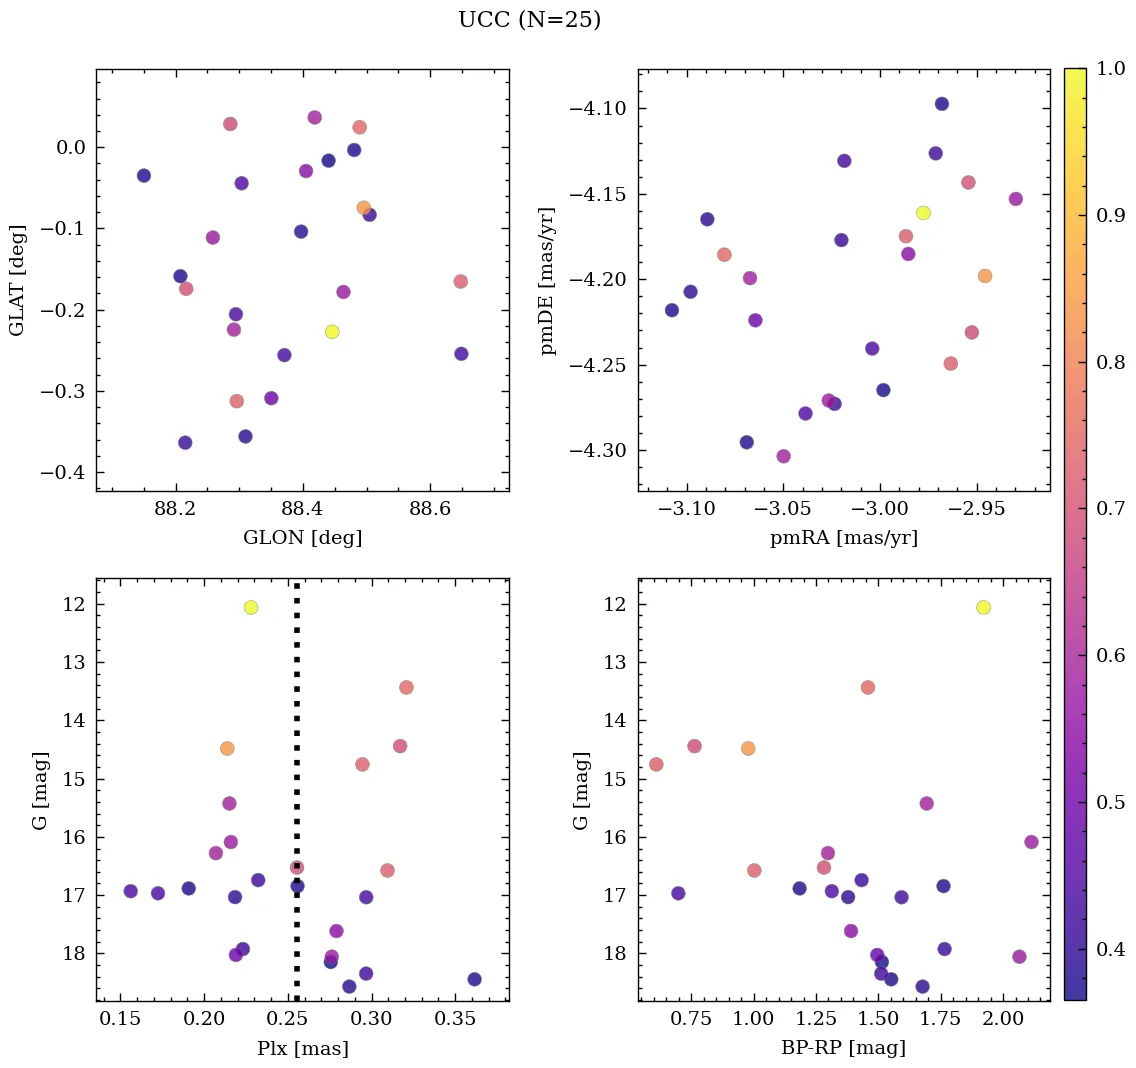 UCC (N=25)
0.0
−0.1
−0.2
−0.3
−0.4
GLAT [deg]
88.2 88.4 88.6
GLON [deg]
−4.10
−4.15
−4.20
−4.25
−4.30
pmDE [mas/yr]
−3.10 −3.05 −3.00 −2.95
pmRA [mas/yr]
12
13
14
15
16
17
18
G [mag]
0.15 0.20 0.25 0.30 0.35
Plx [mas]
12
13
14
15
16
17
18
G [mag]
0.75 1.00 1.25 1.50 1.75 2.00
BP-RP [mag]
1.0
0.9
0.8
0.7
0.6
0.5
0.4